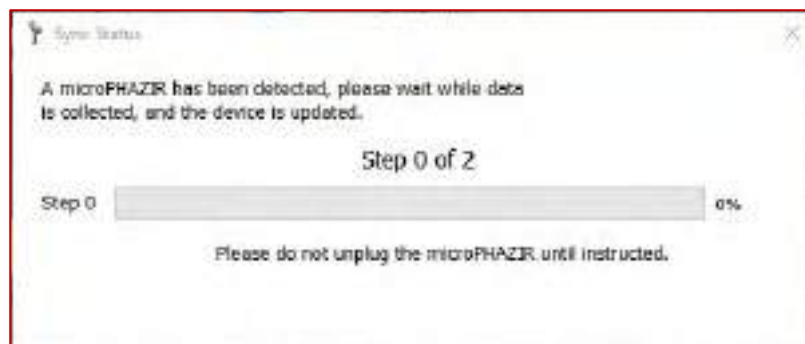 Sync Status
A microPHAZIR has been detected, please wait while data
is collected, and the device is updated.
Step 0 of 2
Step 0
0%
Please do not unplug the microPHAZIR until instructed.